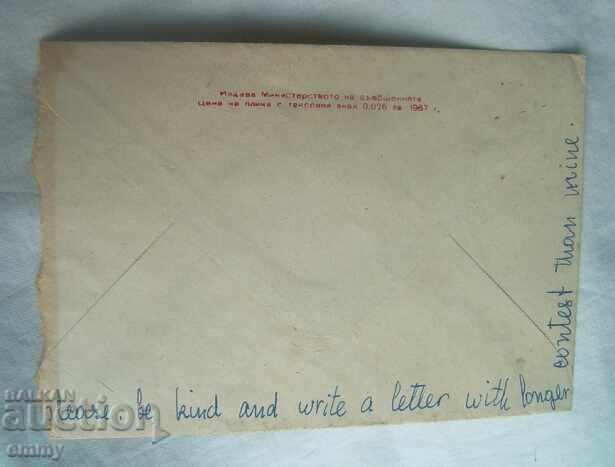 Издава Министерството на съобщенията
Цена на плика с таксовия знак 0,026 лв 1967 г.
be kind and write a letter with longer
contest than mine.
BALKAN
auction
emmy